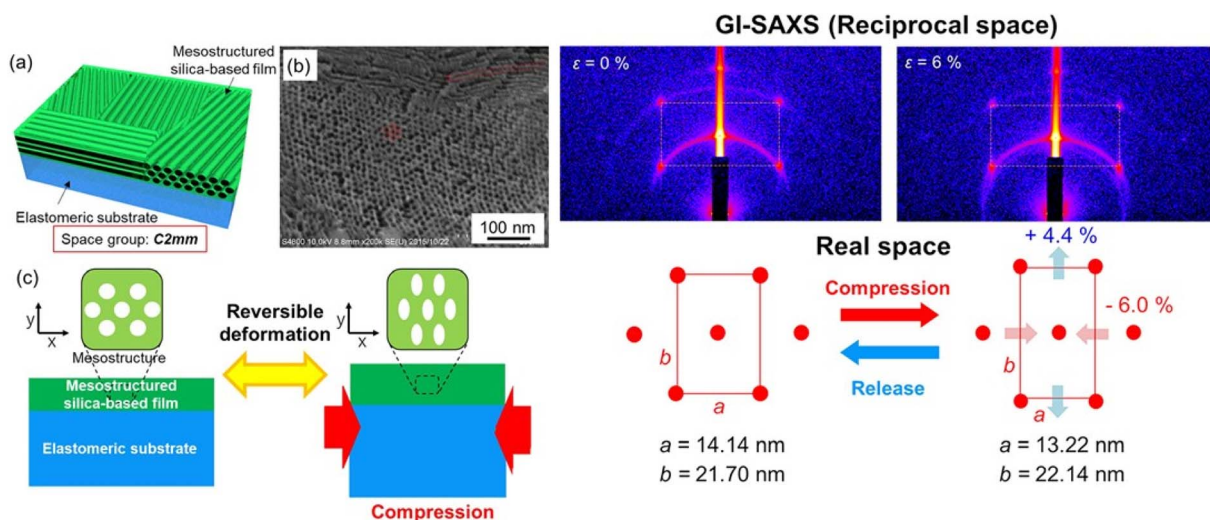 (a)
Mesostructured
silica-based film
Elastomeric substrate
Space group: C2mm
(b)
100 nm
S4800 10.0kV 8.8mm x200k SE(U) 2015/10/22
(c)
y
x
Mesostructure
Mesostructured
silica-based film
Elastomeric substrate
Reversible
deformation
y
x
Compression
GI-SAXS (Reciprocal space)
ε = 0 %
ε = 6 %
Real space
b
a
a = 14.14 nm
b = 21.70 nm
Compression
Release
+ 4.4 %
- 6.0 %
b
a
a = 13.22 nm
b = 22.14 nm